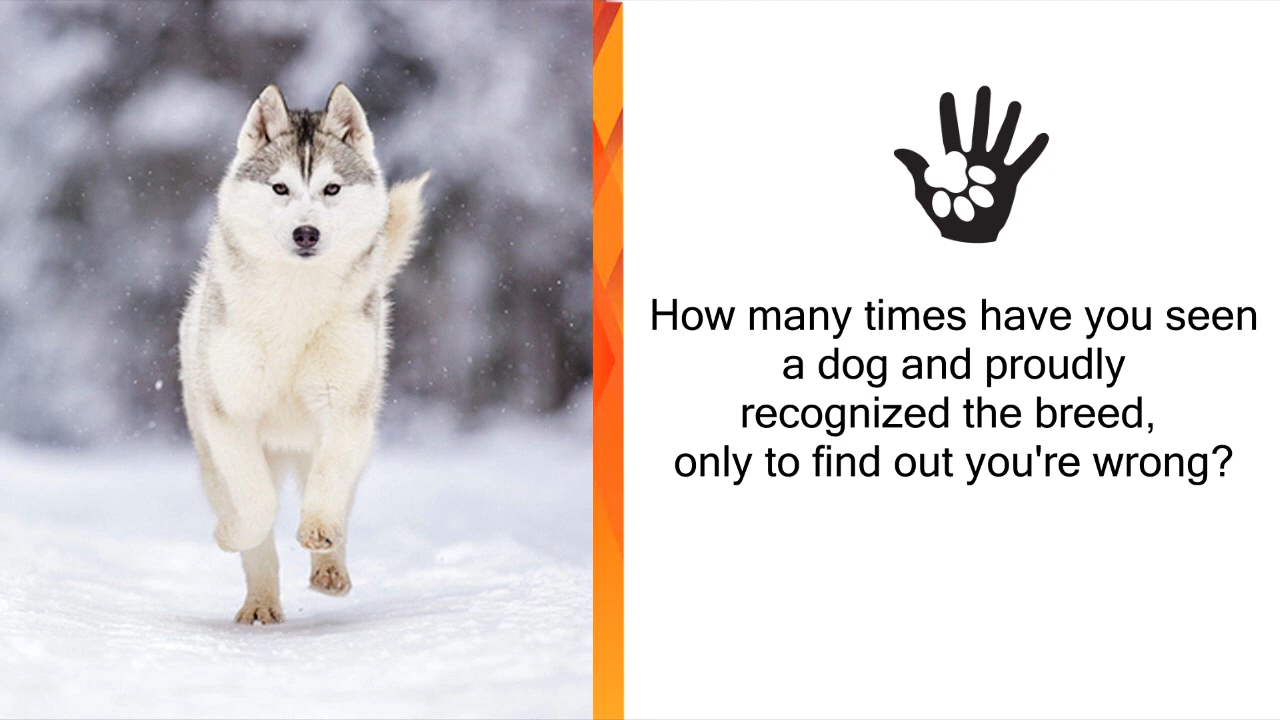 How many times have you seen
a dog and proudly
recognized the breed,
only to find out you're wrong?